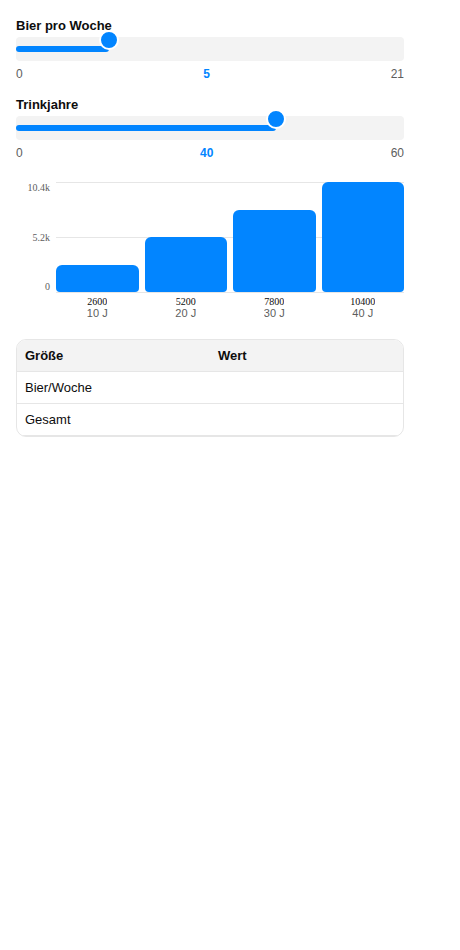 Bier pro Woche
0 5 21
Trinkjahre
0 40 60
10.4k
5.2k
0
2600 5200 7800 10400
10 J 20 J 30 J 40 J
Größe Wert
Bier/Woche
Gesamt